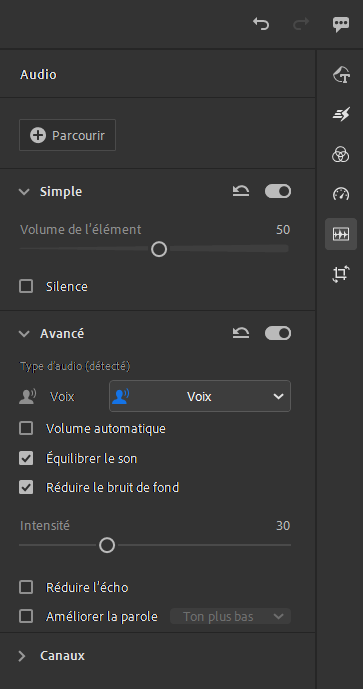 Audio
Parcourir
Simple
Volume de l'élément 50
Silence
Avancé
Type d'audio (détecté)
Voix Voix
Volume automatique
Équilibrer le son
Réduire le bruit de fond
Intensité 30
Réduire l'écho
Améliorer la parole Ton plus bas
Canaux